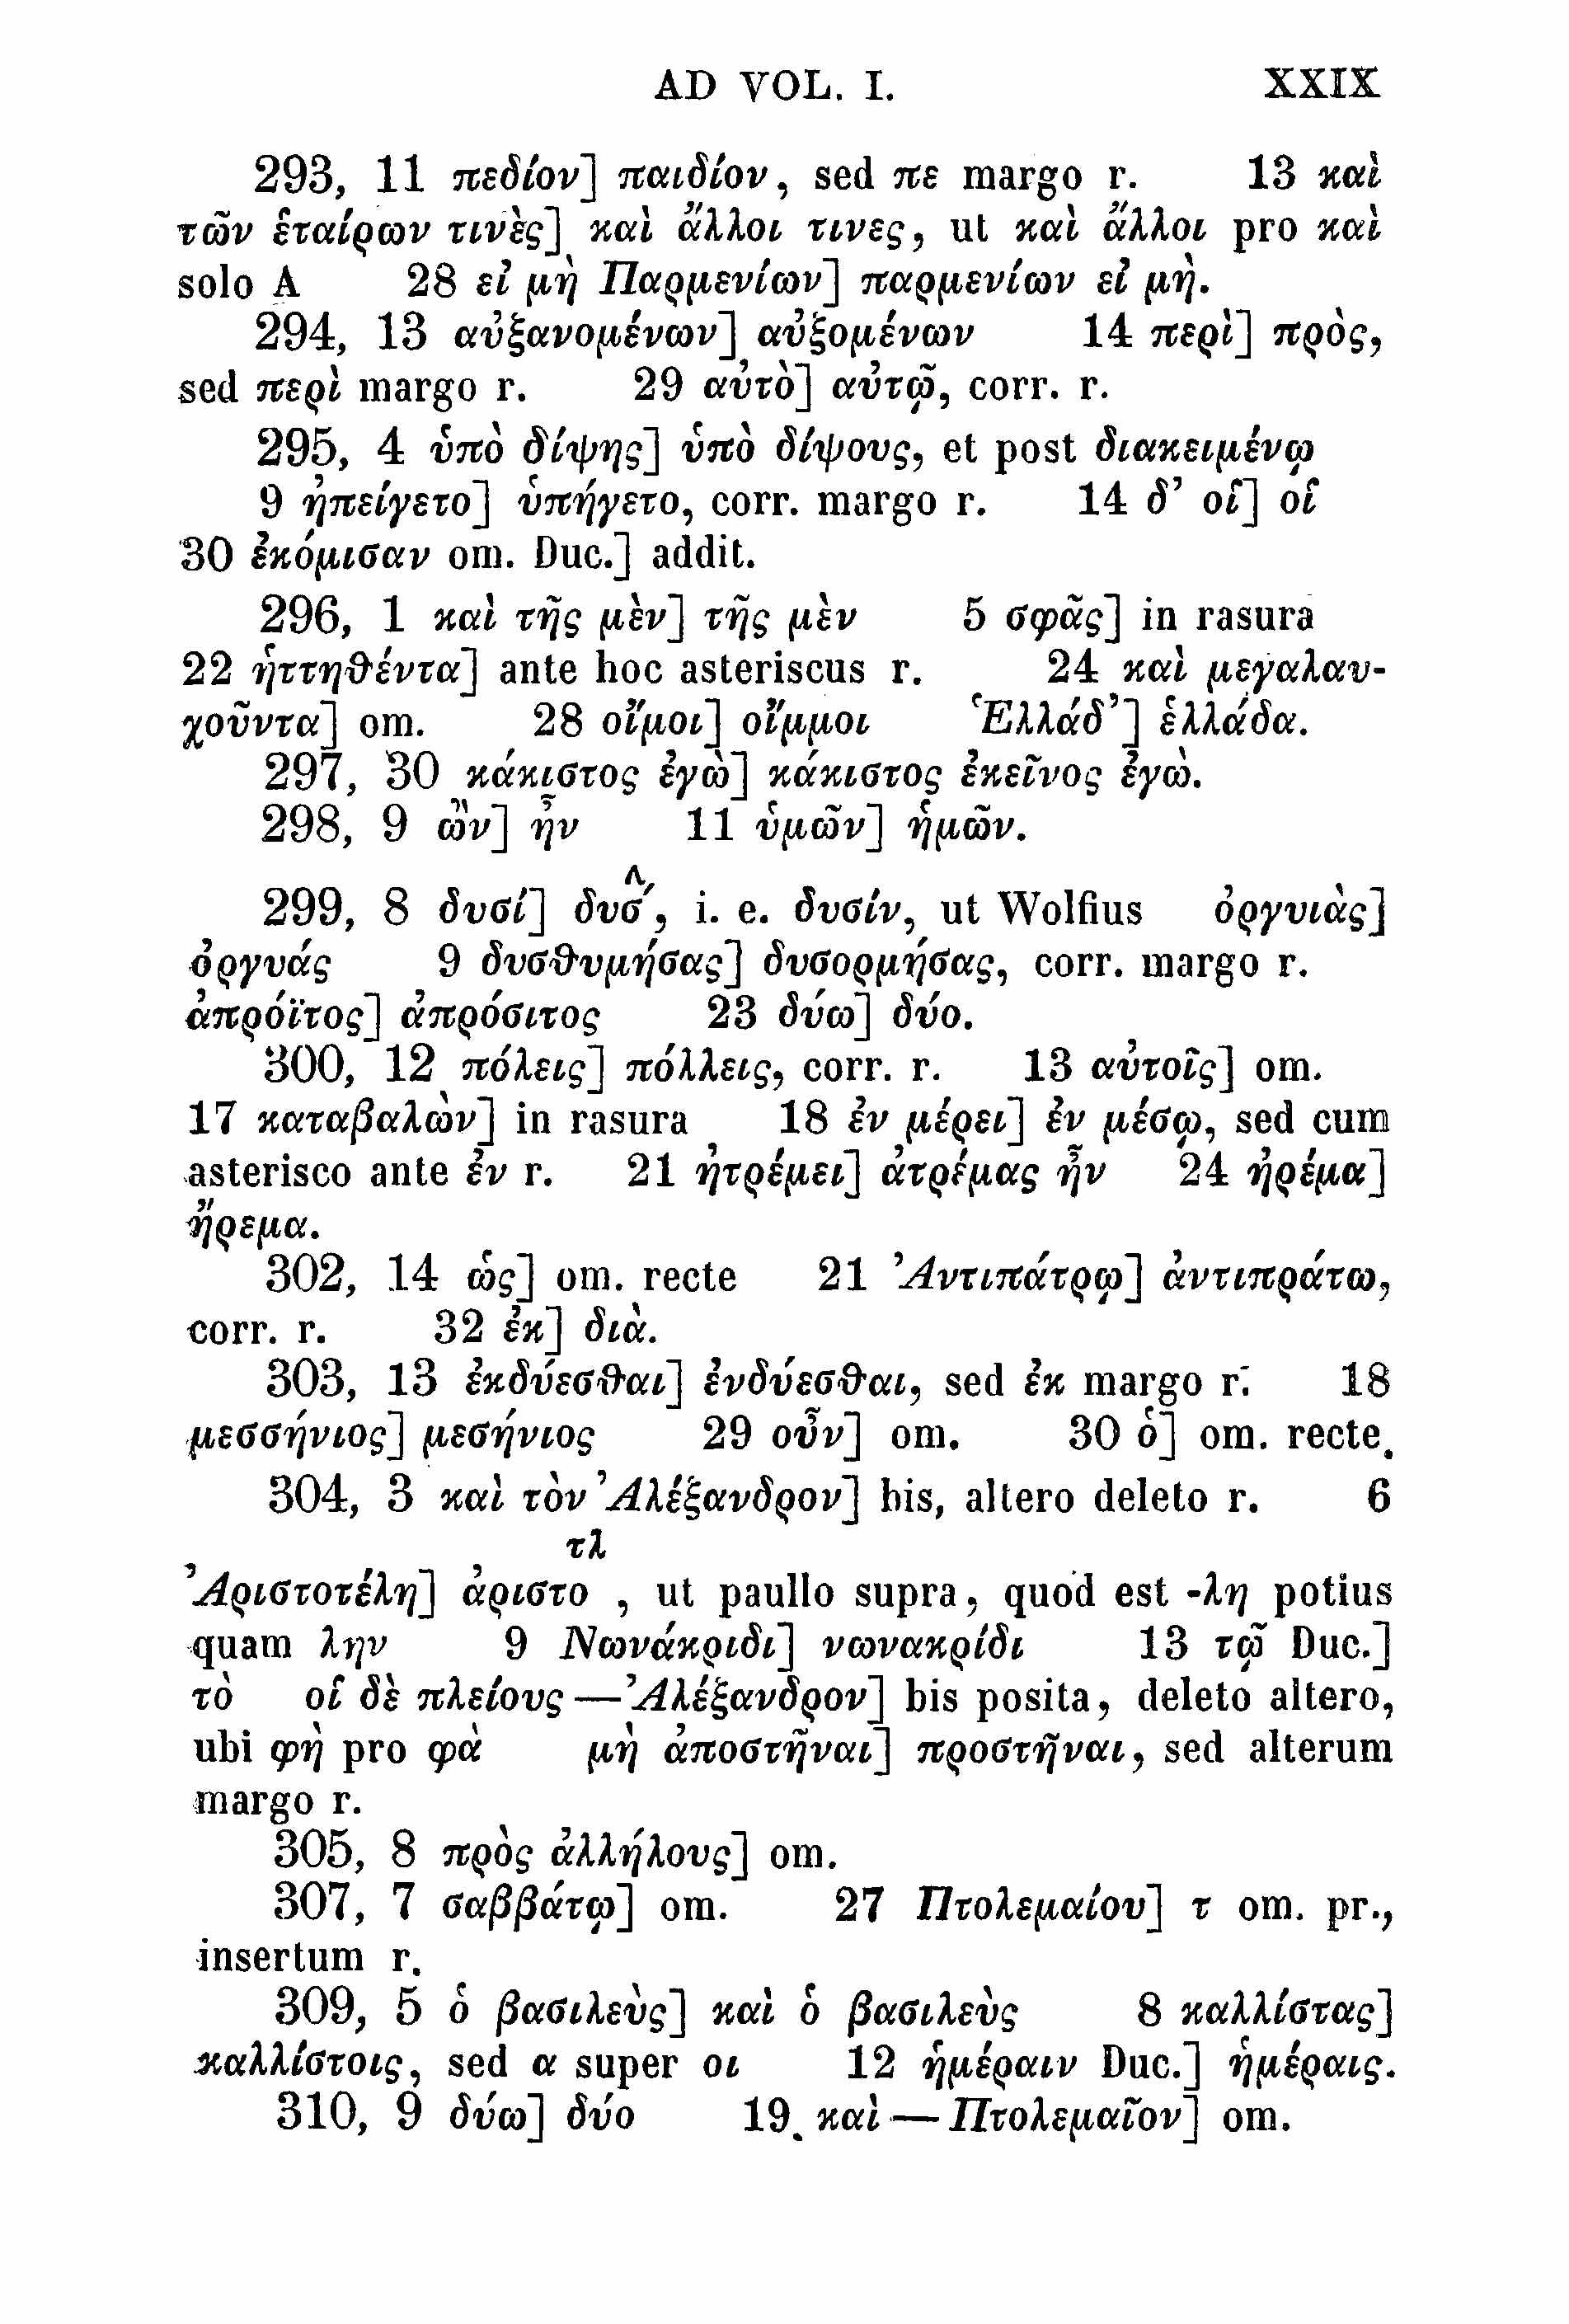 AD VOL. I. XXIX
293, 11 πεδίον] παιδίον, sed πε margo r. 13 καὶ
τῶν ἑταίρων τινὲς] καὶ ἄλλοι τινες, ut καὶ ἄλλοι pro καὶ
solo A 28 εἰ μὴ Παρμενίων] παρμενίων εἰ μὴ.
294, 13 αὐξανομένων] αὐξομένων 14 περὶ] πρὸς,
sed περὶ margo r. 29 αὐτὸ] αὐτῷ, corr. r.
295, 4 ὑπὸ δίψης] ὑπὸ δίψους, et post διακειμένῳ
9 ἠπείγετο] ὑπήγετο, corr. margo r. 14 δ’ οἱ] οἱ
30 ἐκόμισαν om. Duc.] addit.
296, 1 καὶ τῆς μὲν] τῆς μὲν 5 σφᾶς] in rasura
22 ἡττηθέντα] ante hoc asteriscus r. 24 καὶ μεγαλαυ-
χοῦντα] om. 28 οἴμοι] οἴμμοι Ἑλλάδ’] ἑλλάδα.
297, 30 κάκιστος ἐγὼ] κάκιστος ἐκεῖνος ἐγὼ.
298, 9 ὢν] ἦν 11 ὑμῶν] ἡμῶν.
299, 8 δυσί] δυσ́, i. e. δυσίν, ut Wolfius ὀργυιὰς]
ὀργυάς 9 δυσθυμήσας] δυσορμήσας, corr. margo r.
ἀπρόϊτος] ἀπρόσιτος 23 δύω] δύο.
300, 12 πόλεις] πόλλεις, corr. r. 13 αὐτοῖς] om.
17 καταβαλὼν] in rasura 18 ἐν μέρει] ἐν μέσῳ, sed cum
asterisco ante ἐν r. 21 ἠτρέμει] ἀτρέμας ἦν 24 ἠρέμα]
ἤρεμα.
302, 14 ὡς] om. recte 21 Ἀντιπάτρῳ] ἀντιπράτω,
corr. r. 32 ἐκ] διὰ.
303, 13 ἐκδύεσθαι] ἐνδύεσθαι, sed ἐκ margo r. 18
μεσσήνιος] μεσήνιος 29 οὖν] om. 30 ὁ] om. recte.
304, 3 καὶ τὸν Ἀλέξανδρον] bis, altero deleto r. 6
τλ
Ἀριστοτέλη] ἀριστο , ut paullo supra, quod est -λη potius
quam λην 9 Νωνάκριδι] νωνακρίδι 13 τῷ Duc.]
τὸ οἱ δὲ πλείους — Ἀλέξανδρον] bis posita, deleto altero,
ubi φὴ pro φὰ μὴ ἀποστῆναι] προστῆναι, sed alterum
margo r.
305, 8 πρὸς ἀλλήλους] om.
307, 7 σαββάτῳ] om. 27 Πτολεμαίου] τ om. pr.,
insertum r.
309, 5 ὁ βασιλεὺς] καὶ ὁ βασιλεὺς 8 καλλίστας]
καλλίστοις, sed α super οι 12 ἡμέραιν Duc.] ἡμέραις.
310, 9 δύω] δύο 19 καὶ — Πτολεμαῖον] om.